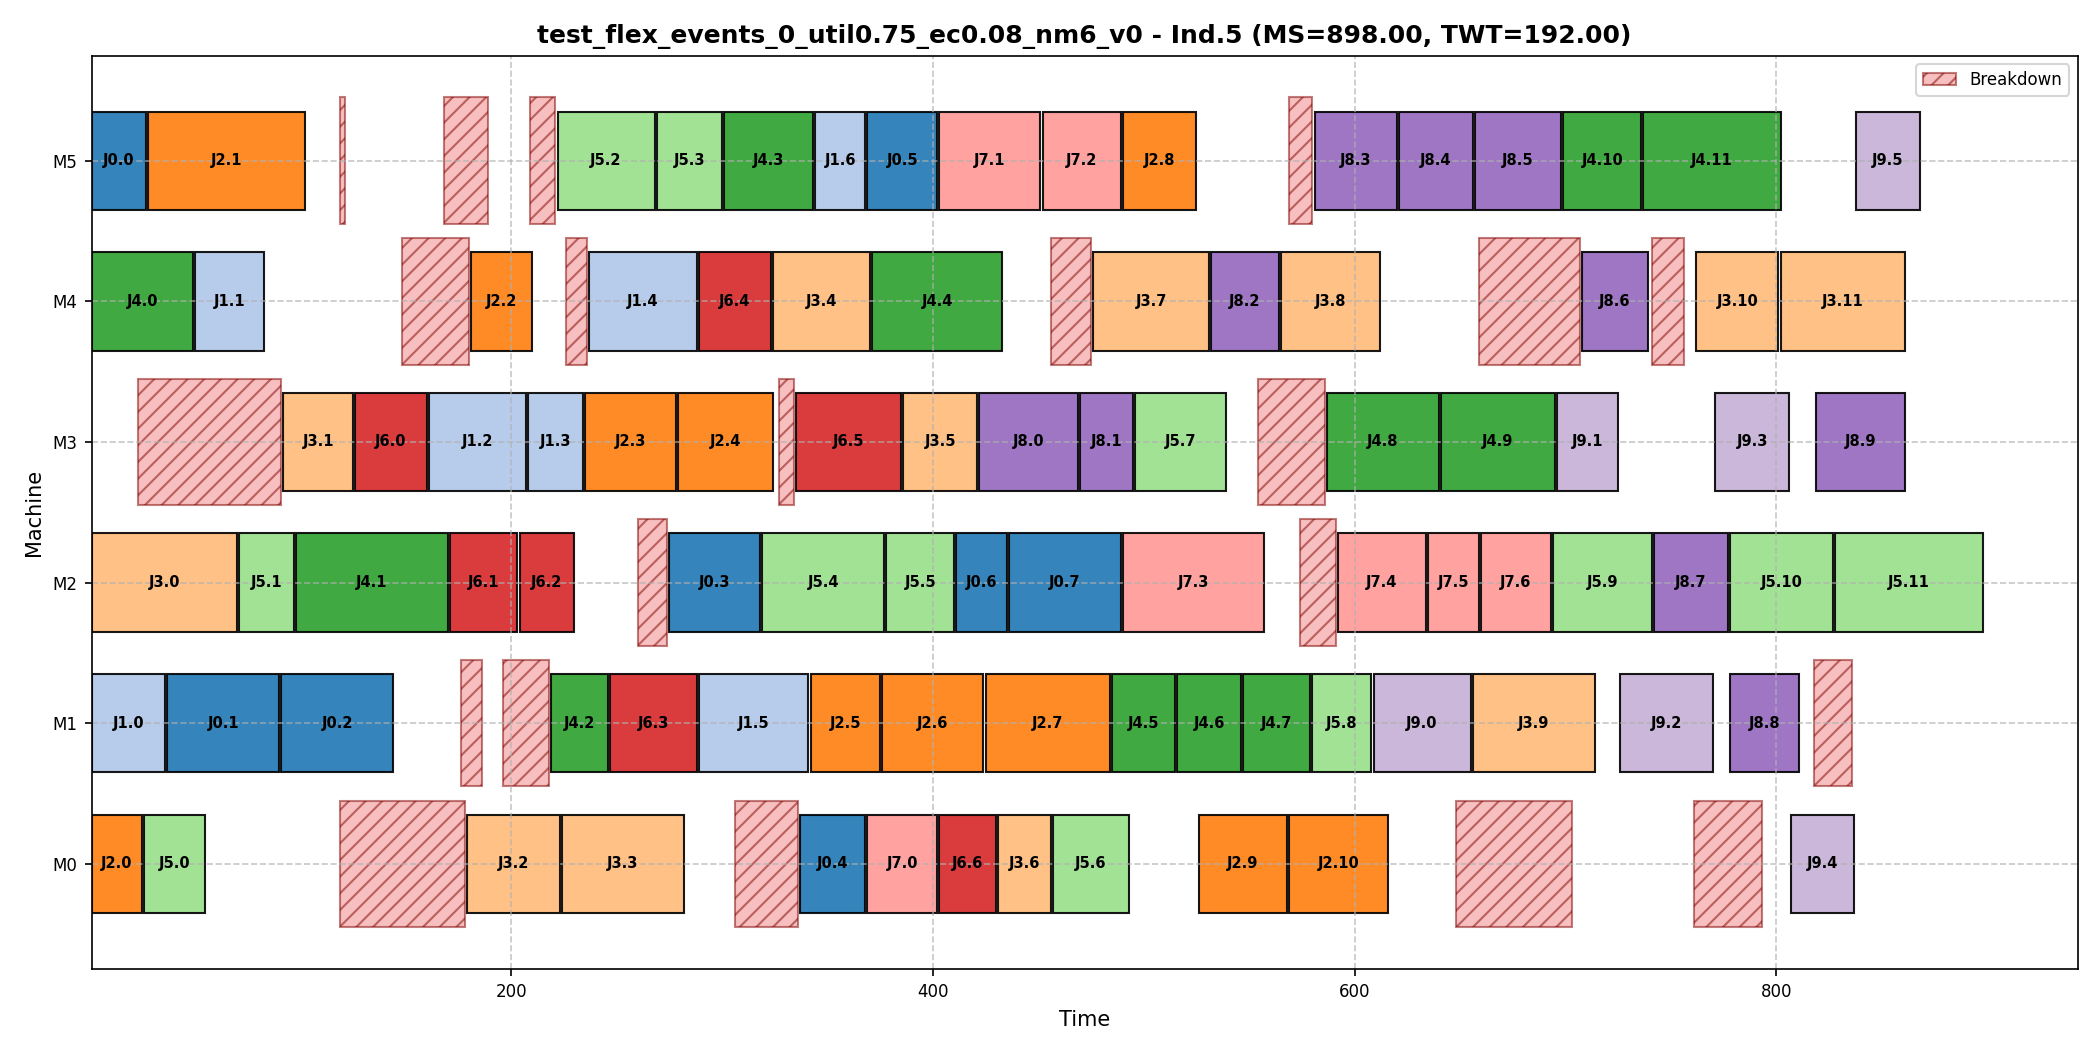 test_flex_events_0_util0.75_ec0.08_nm6_v0 - Ind.5 (MS=898.00, TWT=192.00)
Breakdown
M5 J0.0 J2.1 J5.2 J5.3 J4.3 J1.6 J0.5 J7.1 J7.2 J2.8 J8.3 J8.4 J8.5 J4.10 J4.11 J9.5
M4 J4.0 J1.1 J2.2 J1.4 J6.4 J3.4 J4.4 J3.7 J8.2 J3.8 J8.6 J3.10 J3.11
M3 J3.1 J6.0 J1.2 J1.3 J2.3 J2.4 J6.5 J3.5 J8.0 J8.1 J5.7 J4.8 J4.9 J9.1 J9.3 J8.9
Machine
M2 J3.0 J5.1 J4.1 J6.1 J6.2 J0.3 J5.4 J5.5 J0.6 J0.7 J7.3 J7.4 J7.5 J7.6 J5.9 J8.7 J5.10 J5.11
M1 J1.0 J0.1 J0.2 J4.2 J6.3 J1.5 J2.5 J2.6 J2.7 J4.5 J4.6 J4.7 J5.8 J9.0 J3.9 J9.2 J8.8
M0 J2.0 J5.0 J3.2 J3.3 J0.4 J7.0 J6.6 J3.6 J5.6 J2.9 J2.10 J9.4
200 400 600 800
Time